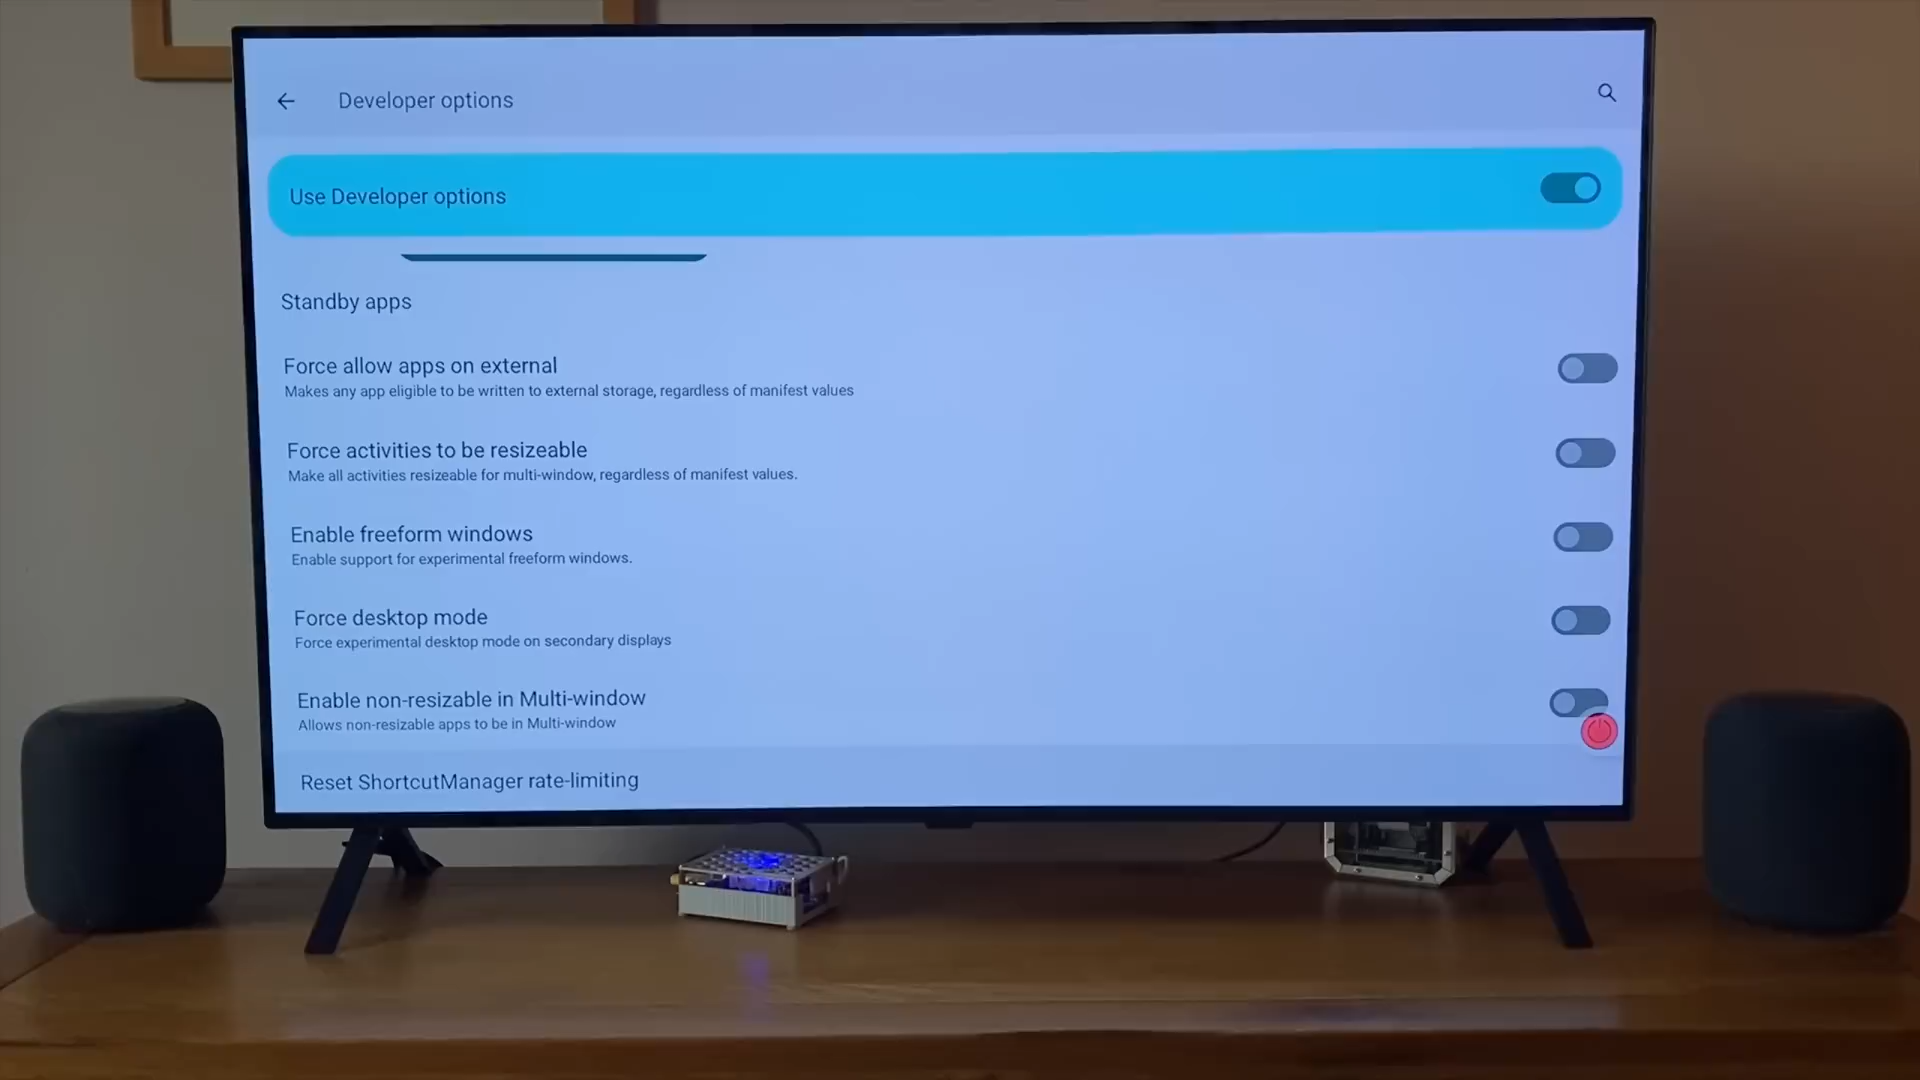 Developer options
Use Developer options
Standby apps
Force allow apps on external
Makes any app eligible to be written to external storage, regardless of manifest values
Force activities to be resizeable
Make all activities resizeable for multi-window, regardless of manifest values.
Enable freeform windows
Enable support for experimental freeform windows.
Force desktop mode
Force experimental desktop mode on secondary displays
Enable non-resizable in Multi-window
Allows non-resizable apps to be in Multi-window
Reset ShortcutManager rate-limiting